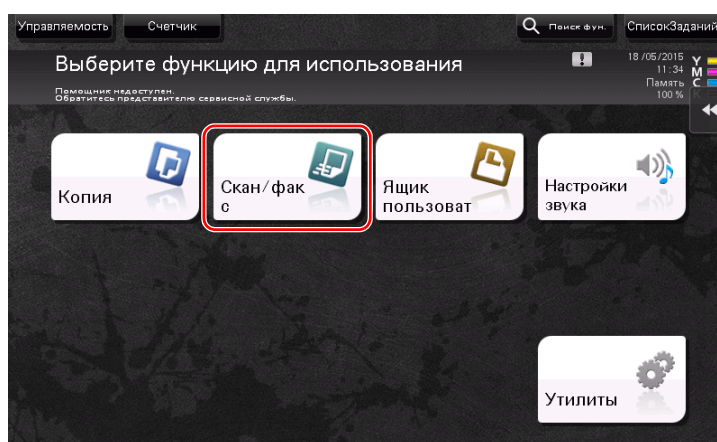 Управляемость
Счетчик
Поиск фун.
СписокЗаданий
Выберите функцию для использования
18/05/2015
11:34
Память
100 %
Y
M
C
K
Помощник недоступен.
Обратитесь представителю сервисной службы.
Копия
Скан/фак
с
Ящик
пользоват
Настройки
звука
Утилиты